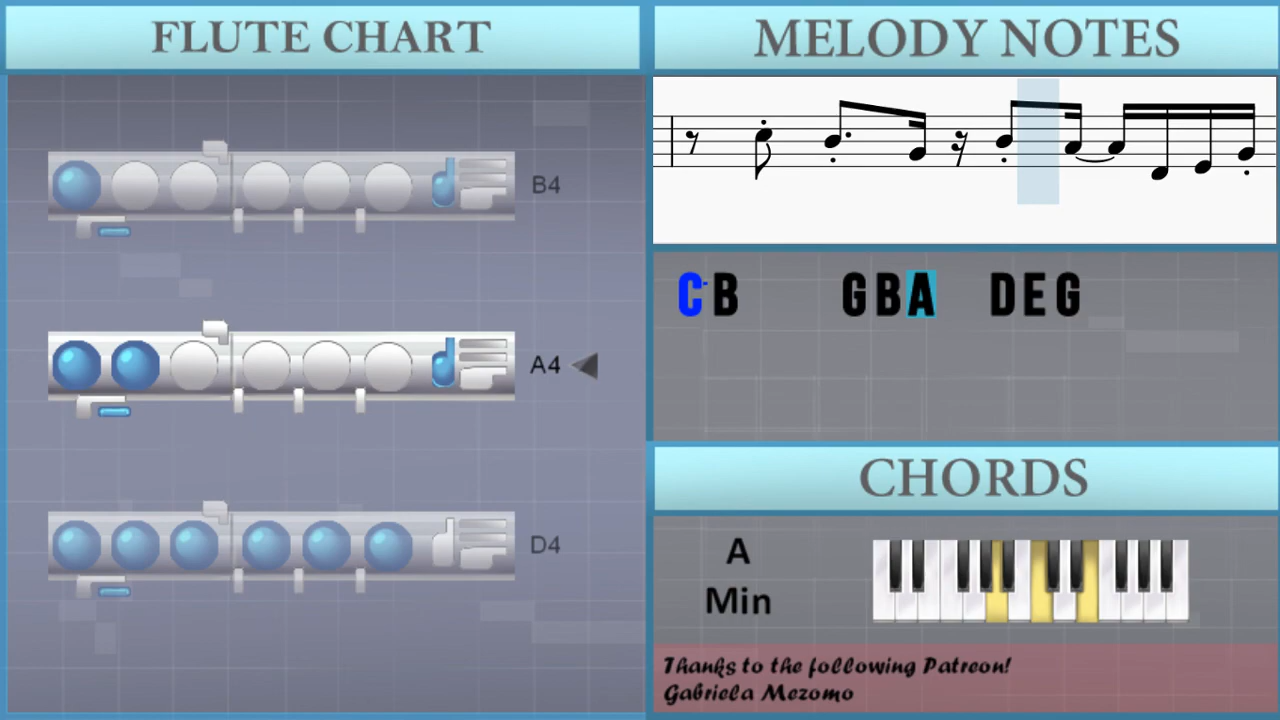 FLUTE CHART
MELODY NOTES
B4
A4
D4
C B G B A D E G
CHORDS
A
Min
Thanks to the following Patreon!
Gabriela Mezomo